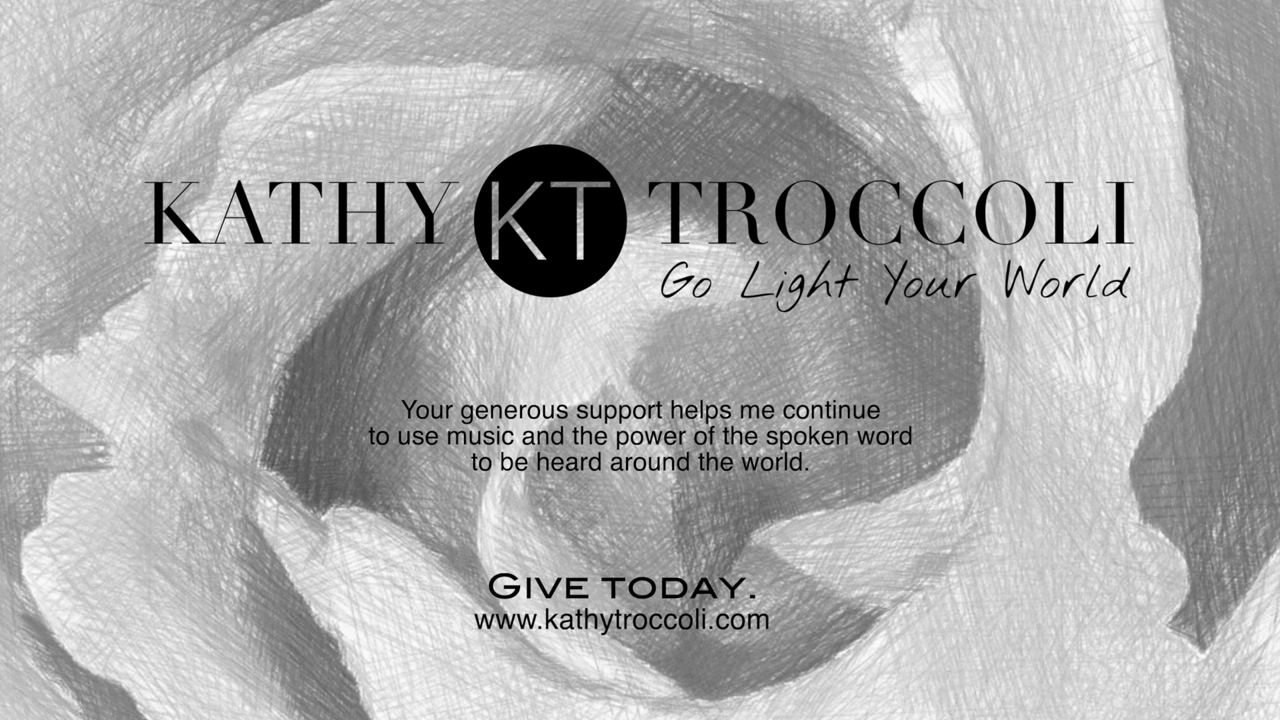 KATHY KT TROCCOLI
Go Light Your World
Your generous support helps me continue
to use music and the power of the spoken word
to be heard around the world.
GIVE TODAY.
www.kathytroccoli.com